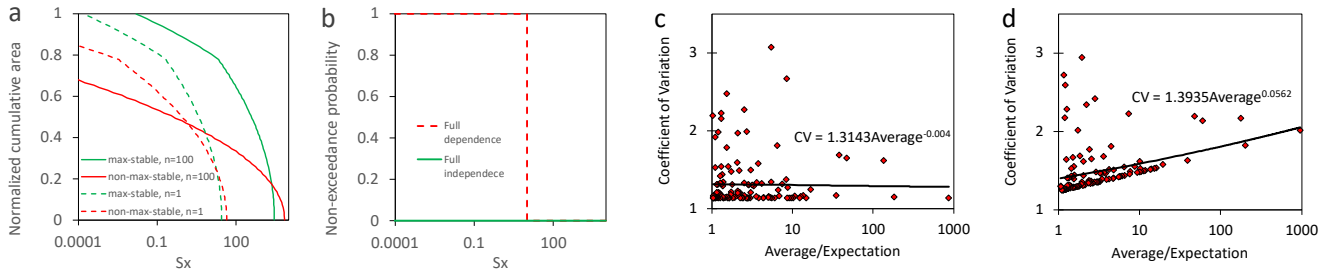 a
Normalized cumulative area
1
0.8
0.6
0.4
0.2
0
max-stable, n=100
non-max-stable, n=100
max-stable, n=1
non-max-stable, n=1
0.0001
0.1
100
Sx
b
Non-exceedance probability
1
0.8
0.6
0.4
0.2
0
Full
dependence
Full
independence
0.0001
0.1
100
Sx
c
Coefficient of Variation
3
2
1
CV = 1.3143Average-0.004
1
10
100
1000
Average/Expectation
d
Coefficient of Variation
3
2
1
CV = 1.3935Average0.0562
1
10
100
1000
Average/Expectation